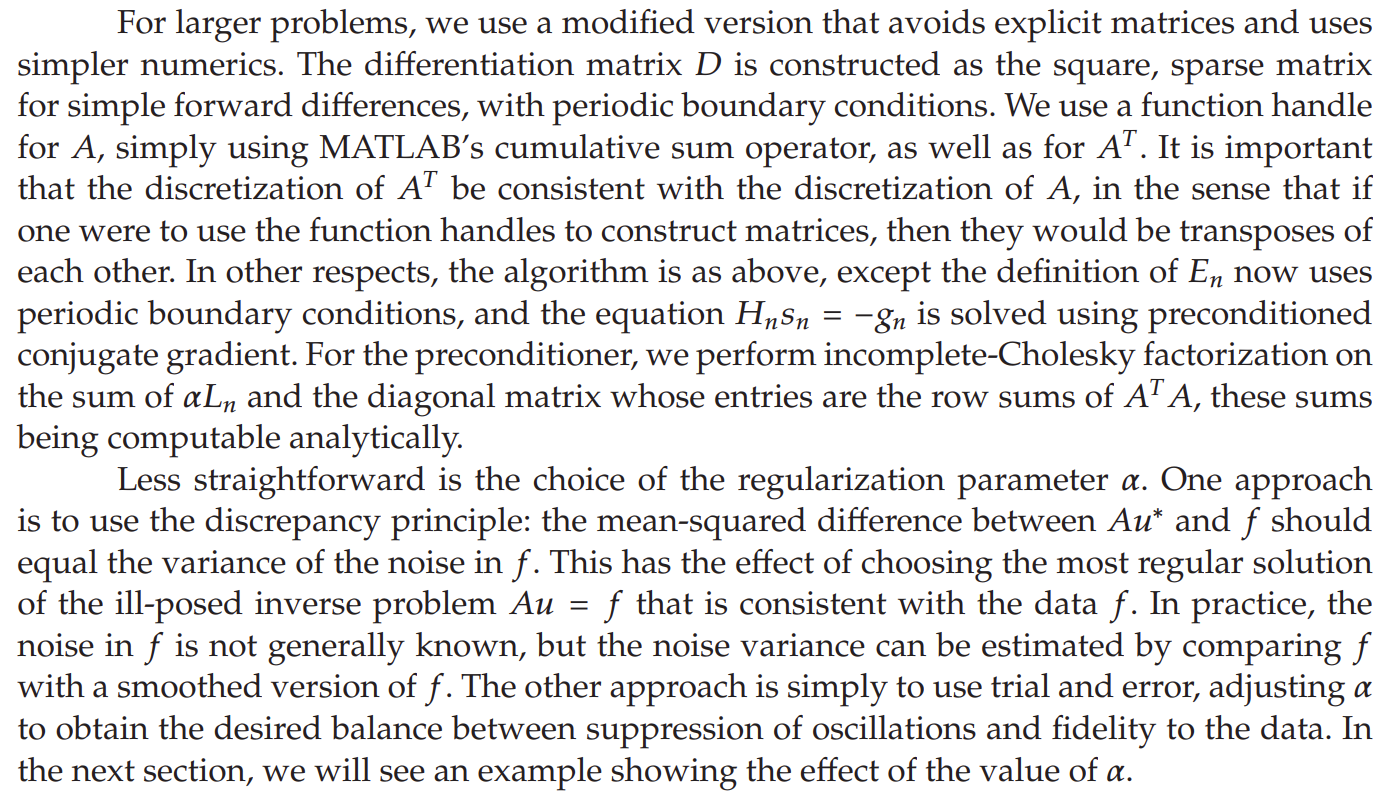 For larger problems, we use a modified version that avoids explicit matrices and uses
simpler numerics. The differentiation matrix D is constructed as the square, sparse matrix
for simple forward differences, with periodic boundary conditions. We use a function handle
for A, simply using MATLAB's cumulative sum operator, as well as for Aᵀ. It is important
that the discretization of Aᵀ be consistent with the discretization of A, in the sense that if
one were to use the function handles to construct matrices, then they would be transposes of
each other. In other respects, the algorithm is as above, except the definition of Eₙ now uses
periodic boundary conditions, and the equation Hₙsₙ = −gₙ is solved using preconditioned
conjugate gradient. For the preconditioner, we perform incomplete-Cholesky factorization on
the sum of αLₙ and the diagonal matrix whose entries are the row sums of AᵀA, these sums
being computable analytically.
Less straightforward is the choice of the regularization parameter α. One approach
is to use the discrepancy principle: the mean-squared difference between Au* and f should
equal the variance of the noise in f. This has the effect of choosing the most regular solution
of the ill-posed inverse problem Au = f that is consistent with the data f. In practice, the
noise in f is not generally known, but the noise variance can be estimated by comparing f
with a smoothed version of f. The other approach is simply to use trial and error, adjusting α
to obtain the desired balance between suppression of oscillations and fidelity to the data. In
the next section, we will see an example showing the effect of the value of α.